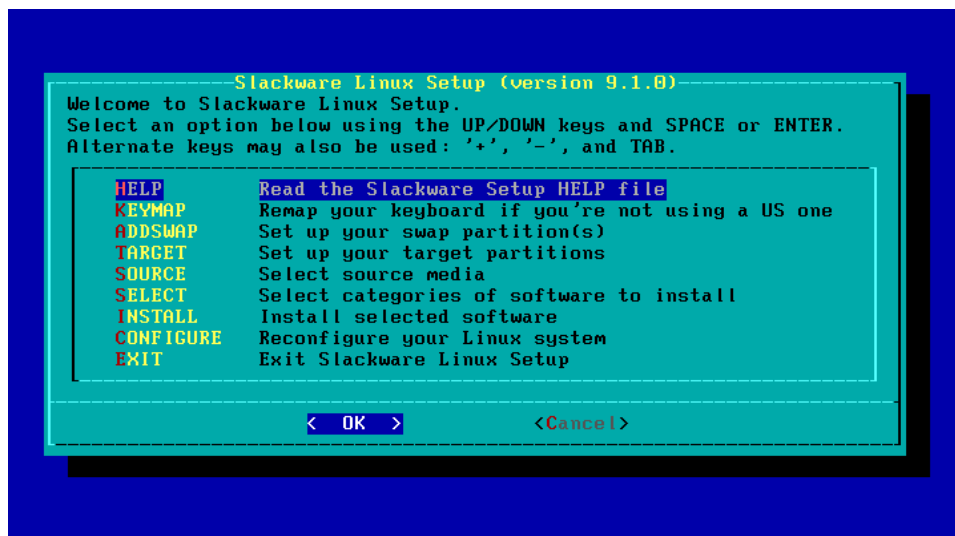 Slackware Linux Setup (version 9.1.0)
Welcome to Slackware Linux Setup.
Select an option below using the UP/DOWN keys and SPACE or ENTER.
Alternate keys may also be used: '+', '-', and TAB.
HELP Read the Slackware Setup HELP file
KEYMAP Remap your keyboard if you're not using a US one
ADDSWAP Set up your swap partition(s)
TARGET Set up your target partitions
SOURCE Select source media
SELECT Select categories of software to install
INSTALL Install selected software
CONFIGURE Reconfigure your Linux system
EXIT Exit Slackware Linux Setup
< OK > <Cancel>